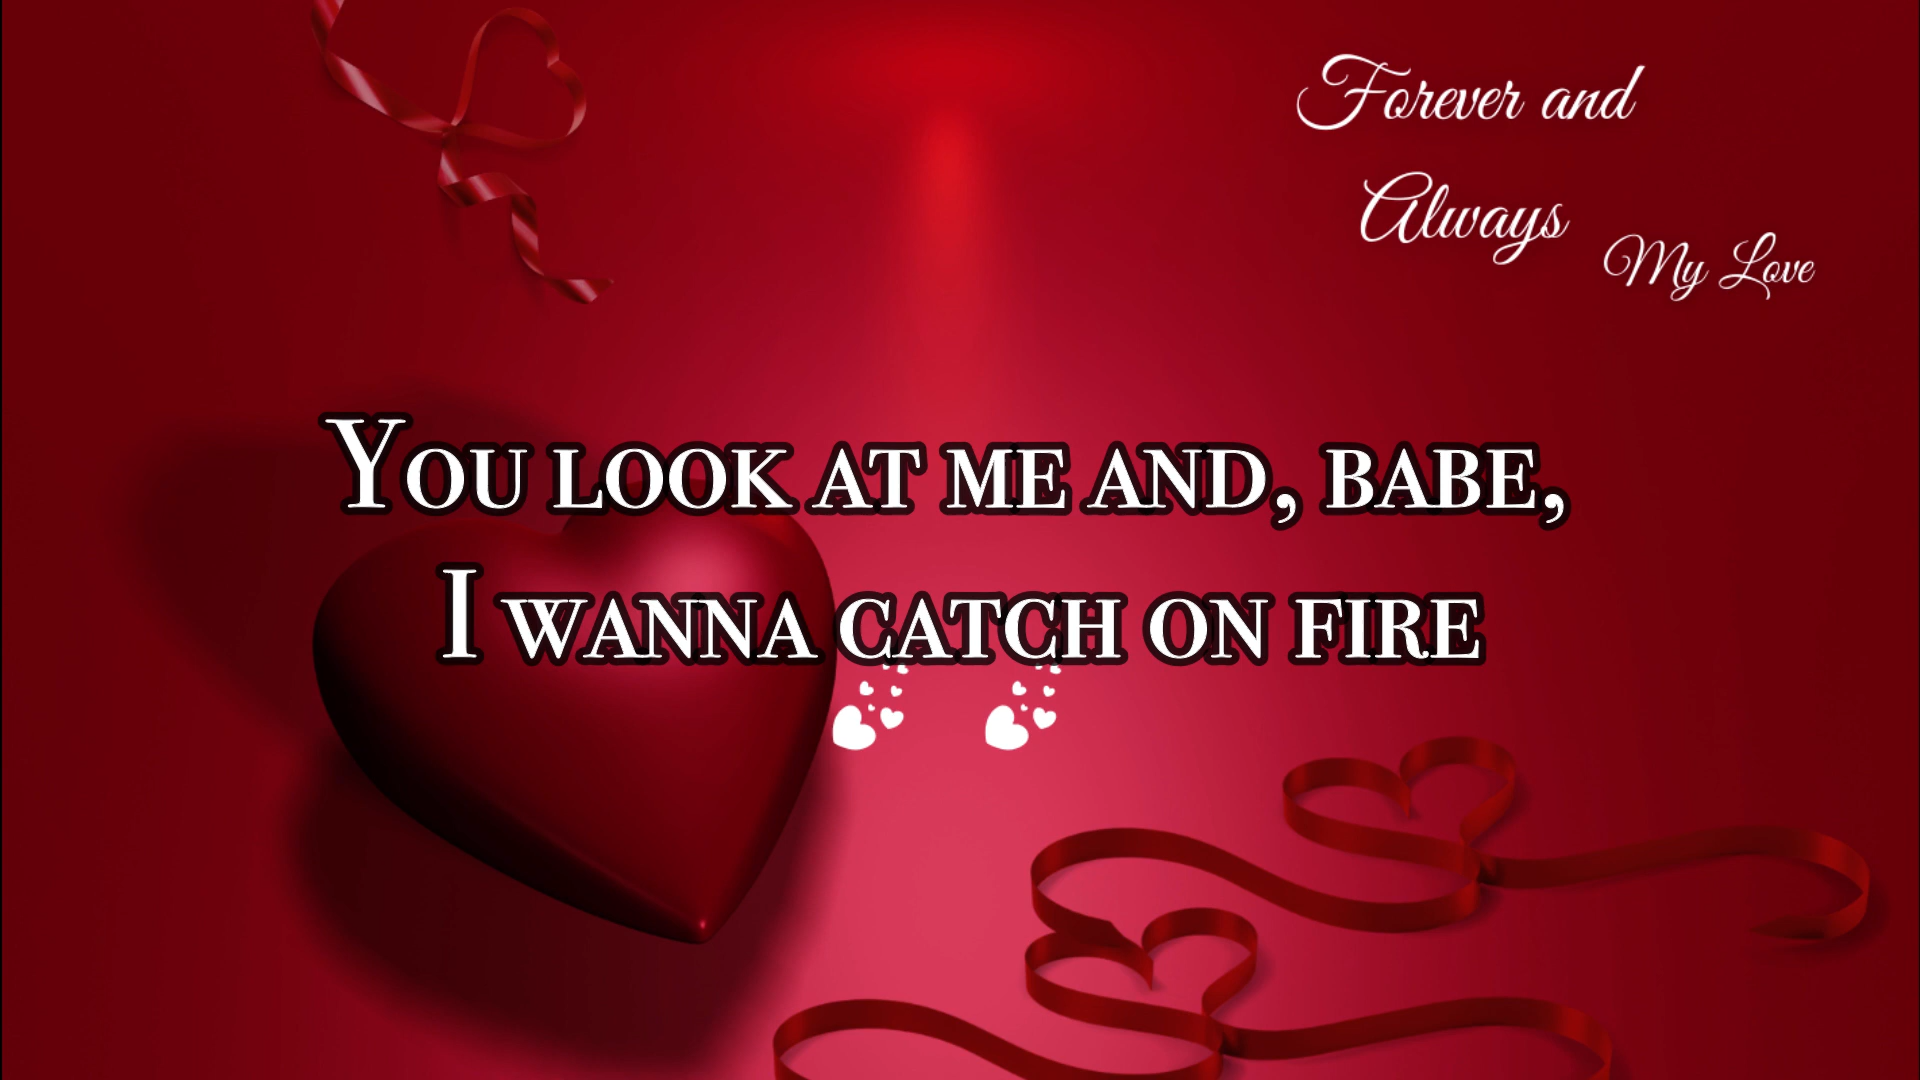 Forever and
Always
My Love
You look at me and, babe,
I wanna catch on fire